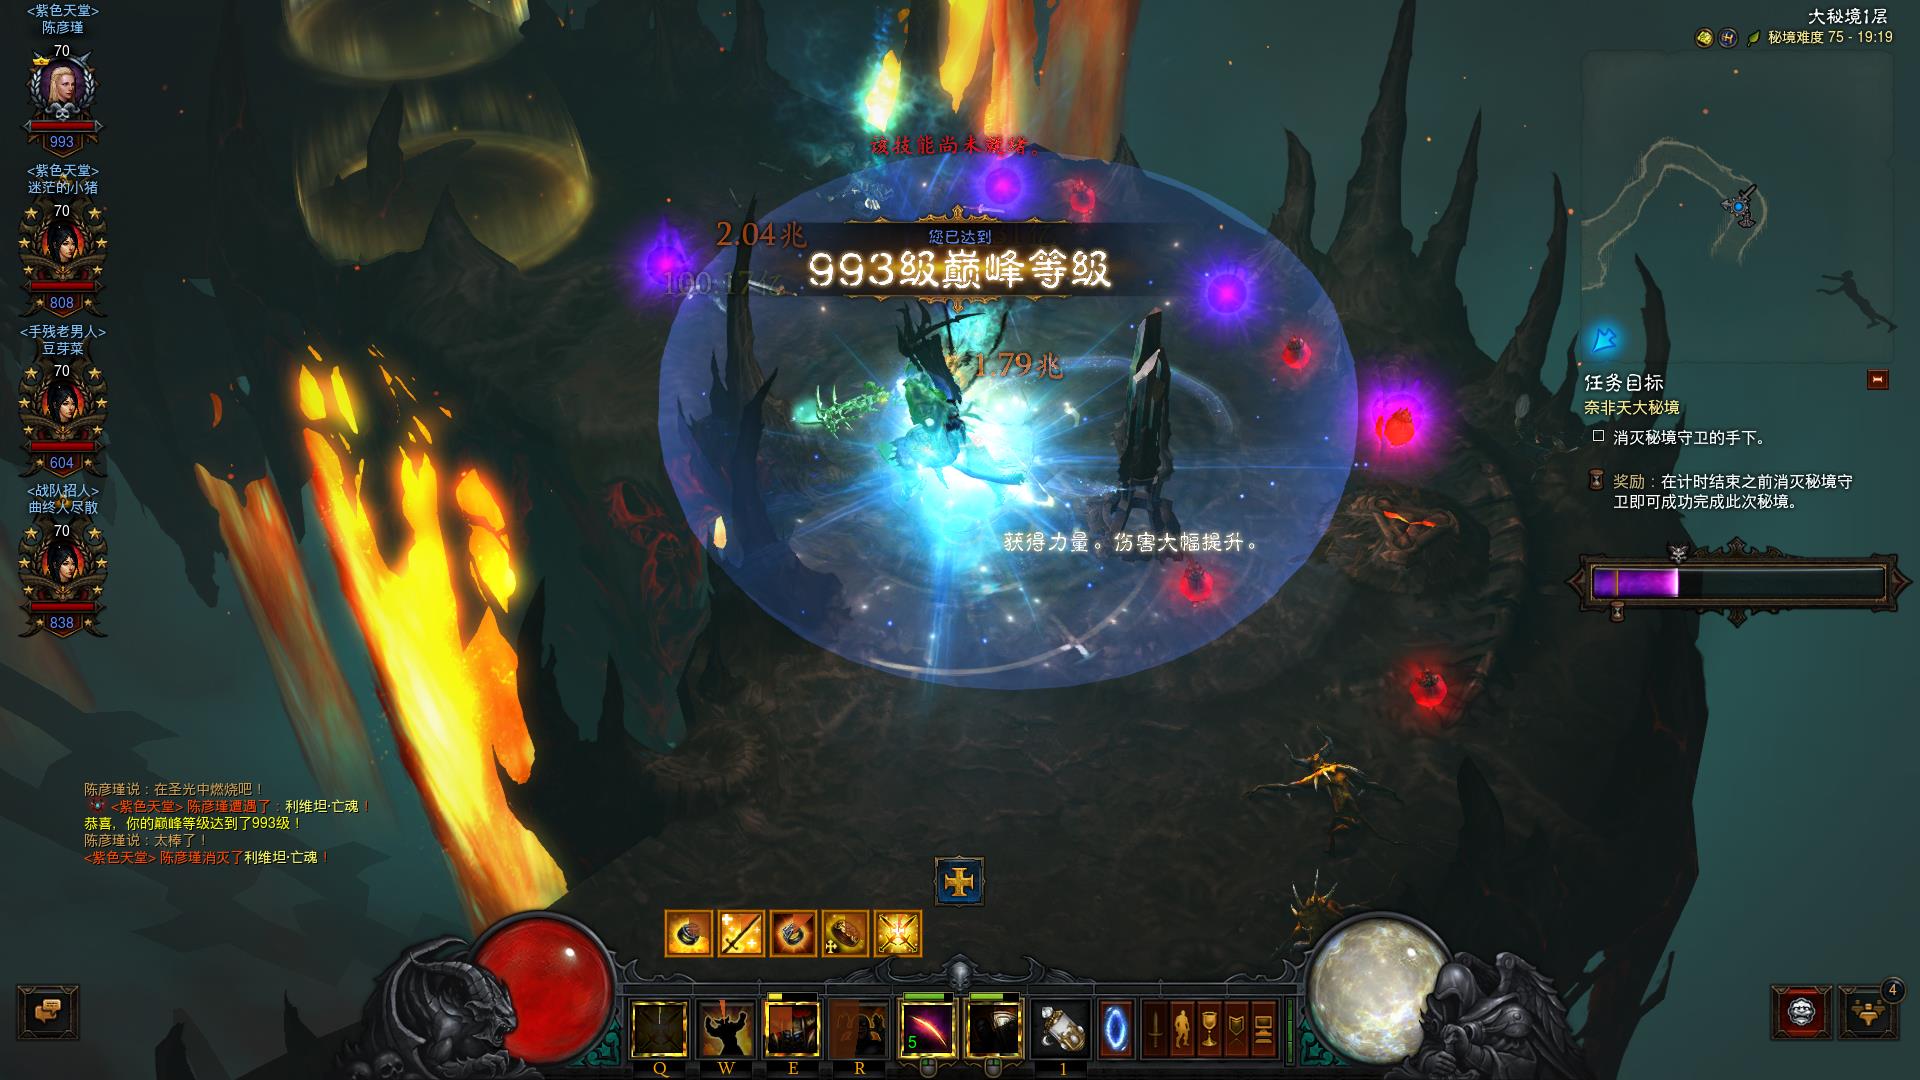 <紫色天堂>
陈彦瑾
70
993
<紫色天堂>
迷茫的小猪
70
808
<手残老男人>
豆芽菜
70
604
<战队招人>
曲终人尽散
70
838
大秘境1层
秘境难度 75 - 19:19
该技能尚未就绪。
2.04兆
您已达到
993级巅峰等级
100.17亿
1.79兆
获得力量。伤害大幅提升。
任务目标
奈非天大秘境
消灭秘境守卫的手下。
奖励：在计时结束之前消灭秘境守
卫即可成功完成此次秘境。
陈彦瑾说：在圣光中燃烧吧！
<紫色天堂> 陈彦瑾遭遇了：利维坦·亡魂！
恭喜，你的巅峰等级达到了993级！
陈彦瑾说：太棒了！
<紫色天堂> 陈彦瑾消灭了利维坦·亡魂！
5
4
Q
W
E
R
1